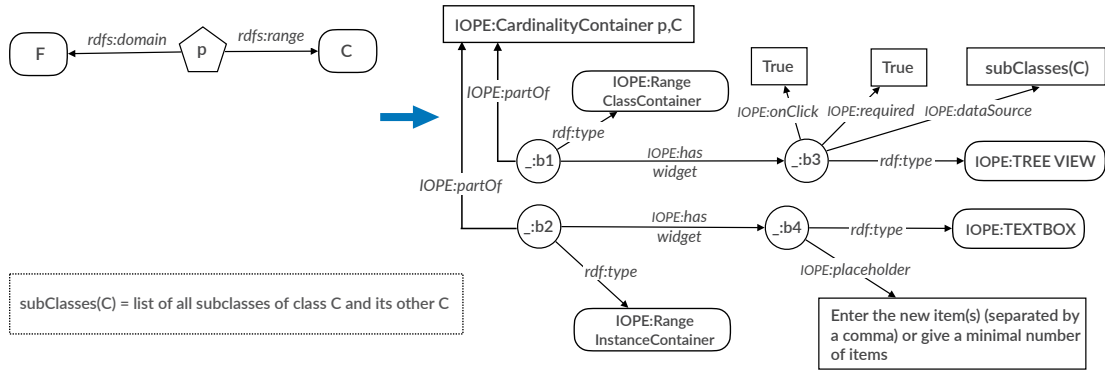 IOPE:CardinalityContainer p,C
rdfs:domain
rdfs:range
F
p
C
True
True
subClasses(C)
IOPE:partOf
IOPE:Range
ClassContainer
IOPE:onClick
IOPE:required
IOPE:dataSource
rdf:type
_:b1
IOPE:has
widget
_:b3
rdf:type
IOPE:TREE VIEW
IOPE:partOf
_:b2
IOPE:has
widget
_:b4
rdf:type
IOPE:TEXTBOX
rdf:type
IOPE:placeholder
subClasses(C) = list of all subclasses of class C and its other C
IOPE:Range
InstanceContainer
Enter the new item(s) (separated by
a comma) or give a minimal number
of items